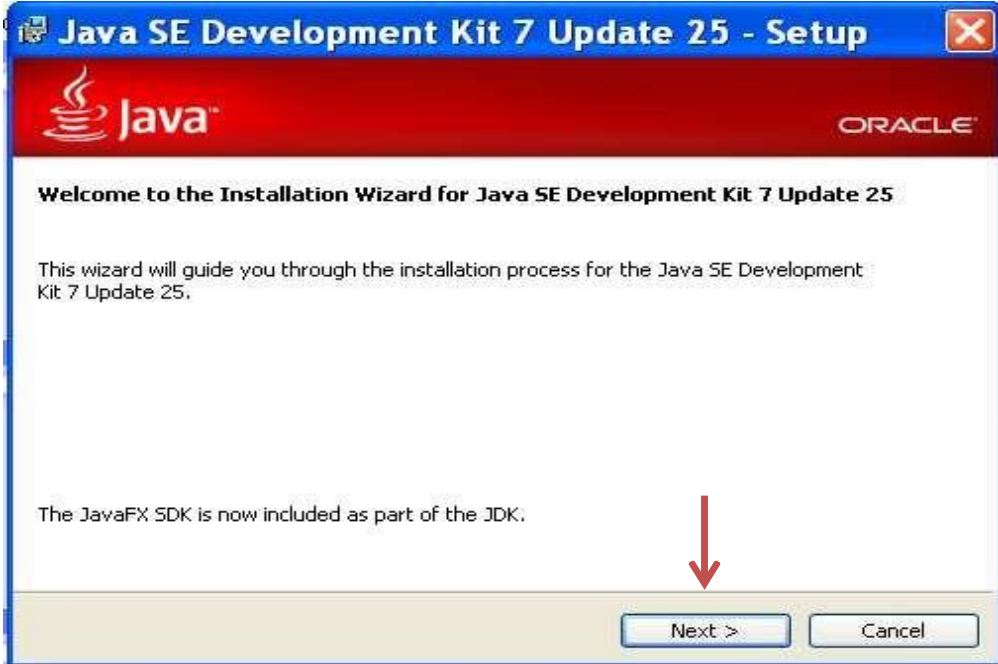 Java SE Development Kit 7 Update 25 - Setup
Java™
ORACLE
Welcome to the Installation Wizard for Java SE Development Kit 7 Update 25
This wizard will guide you through the installation process for the Java SE Development
Kit 7 Update 25.
The JavaFX SDK is now included as part of the JDK.
Next >
Cancel